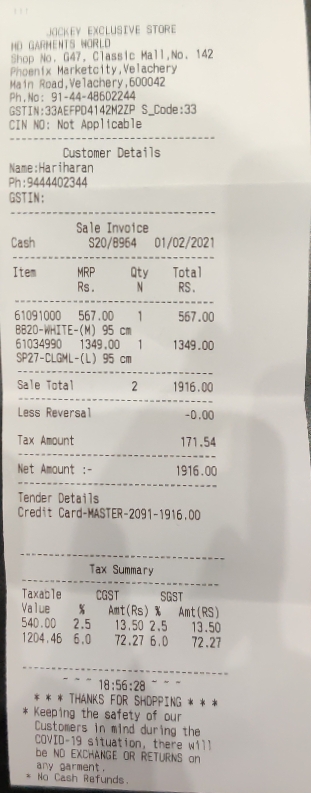 JOCKEY EXCLUSIVE STORE
MD GARMENTS WORLD
Shop No. G47, Classic Mall,No. 142
Phoenix Marketcity,Velachery
Main Road,Velachery,600042
Ph,No: 91-44-48602244
GSTIN:33AEFPD4142M2ZP S_Code:33
CIN NO: Not Applicable
Customer Details
Name:Hariharan
Ph:9444402344
GSTIN:
Sale Invoice
Cash S20/8964 01/02/2021
Item MRP Qty Total
Rs. N RS.
61091000 567.00 1 567.00
8820-WHITE-(M) 95 cm
61034990 1349.00 1 1349.00
SP27-CLGML-(L) 95 cm
Sale Total 2 1916.00
Less Reversal -0.00
Tax Amount 171.54
Net Amount :- 1916.00
Tender Details
Credit Card-MASTER-2091-1916.00
Tax Summary
Taxable CGST SGST
Value % Amt(Rs) % Amt(RS)
540.00 2.5 13.50 2.5 13.50
1204.46 6.0 72.27 6.0 72.27
18:56:28
* * * THANKS FOR SHOPPING * * *
* Keeping the safety of our
Customers in mind during the
COVID-19 situation, there will
be NO EXCHANGE OR RETURNS on
any garment.
* No Cash Refunds.